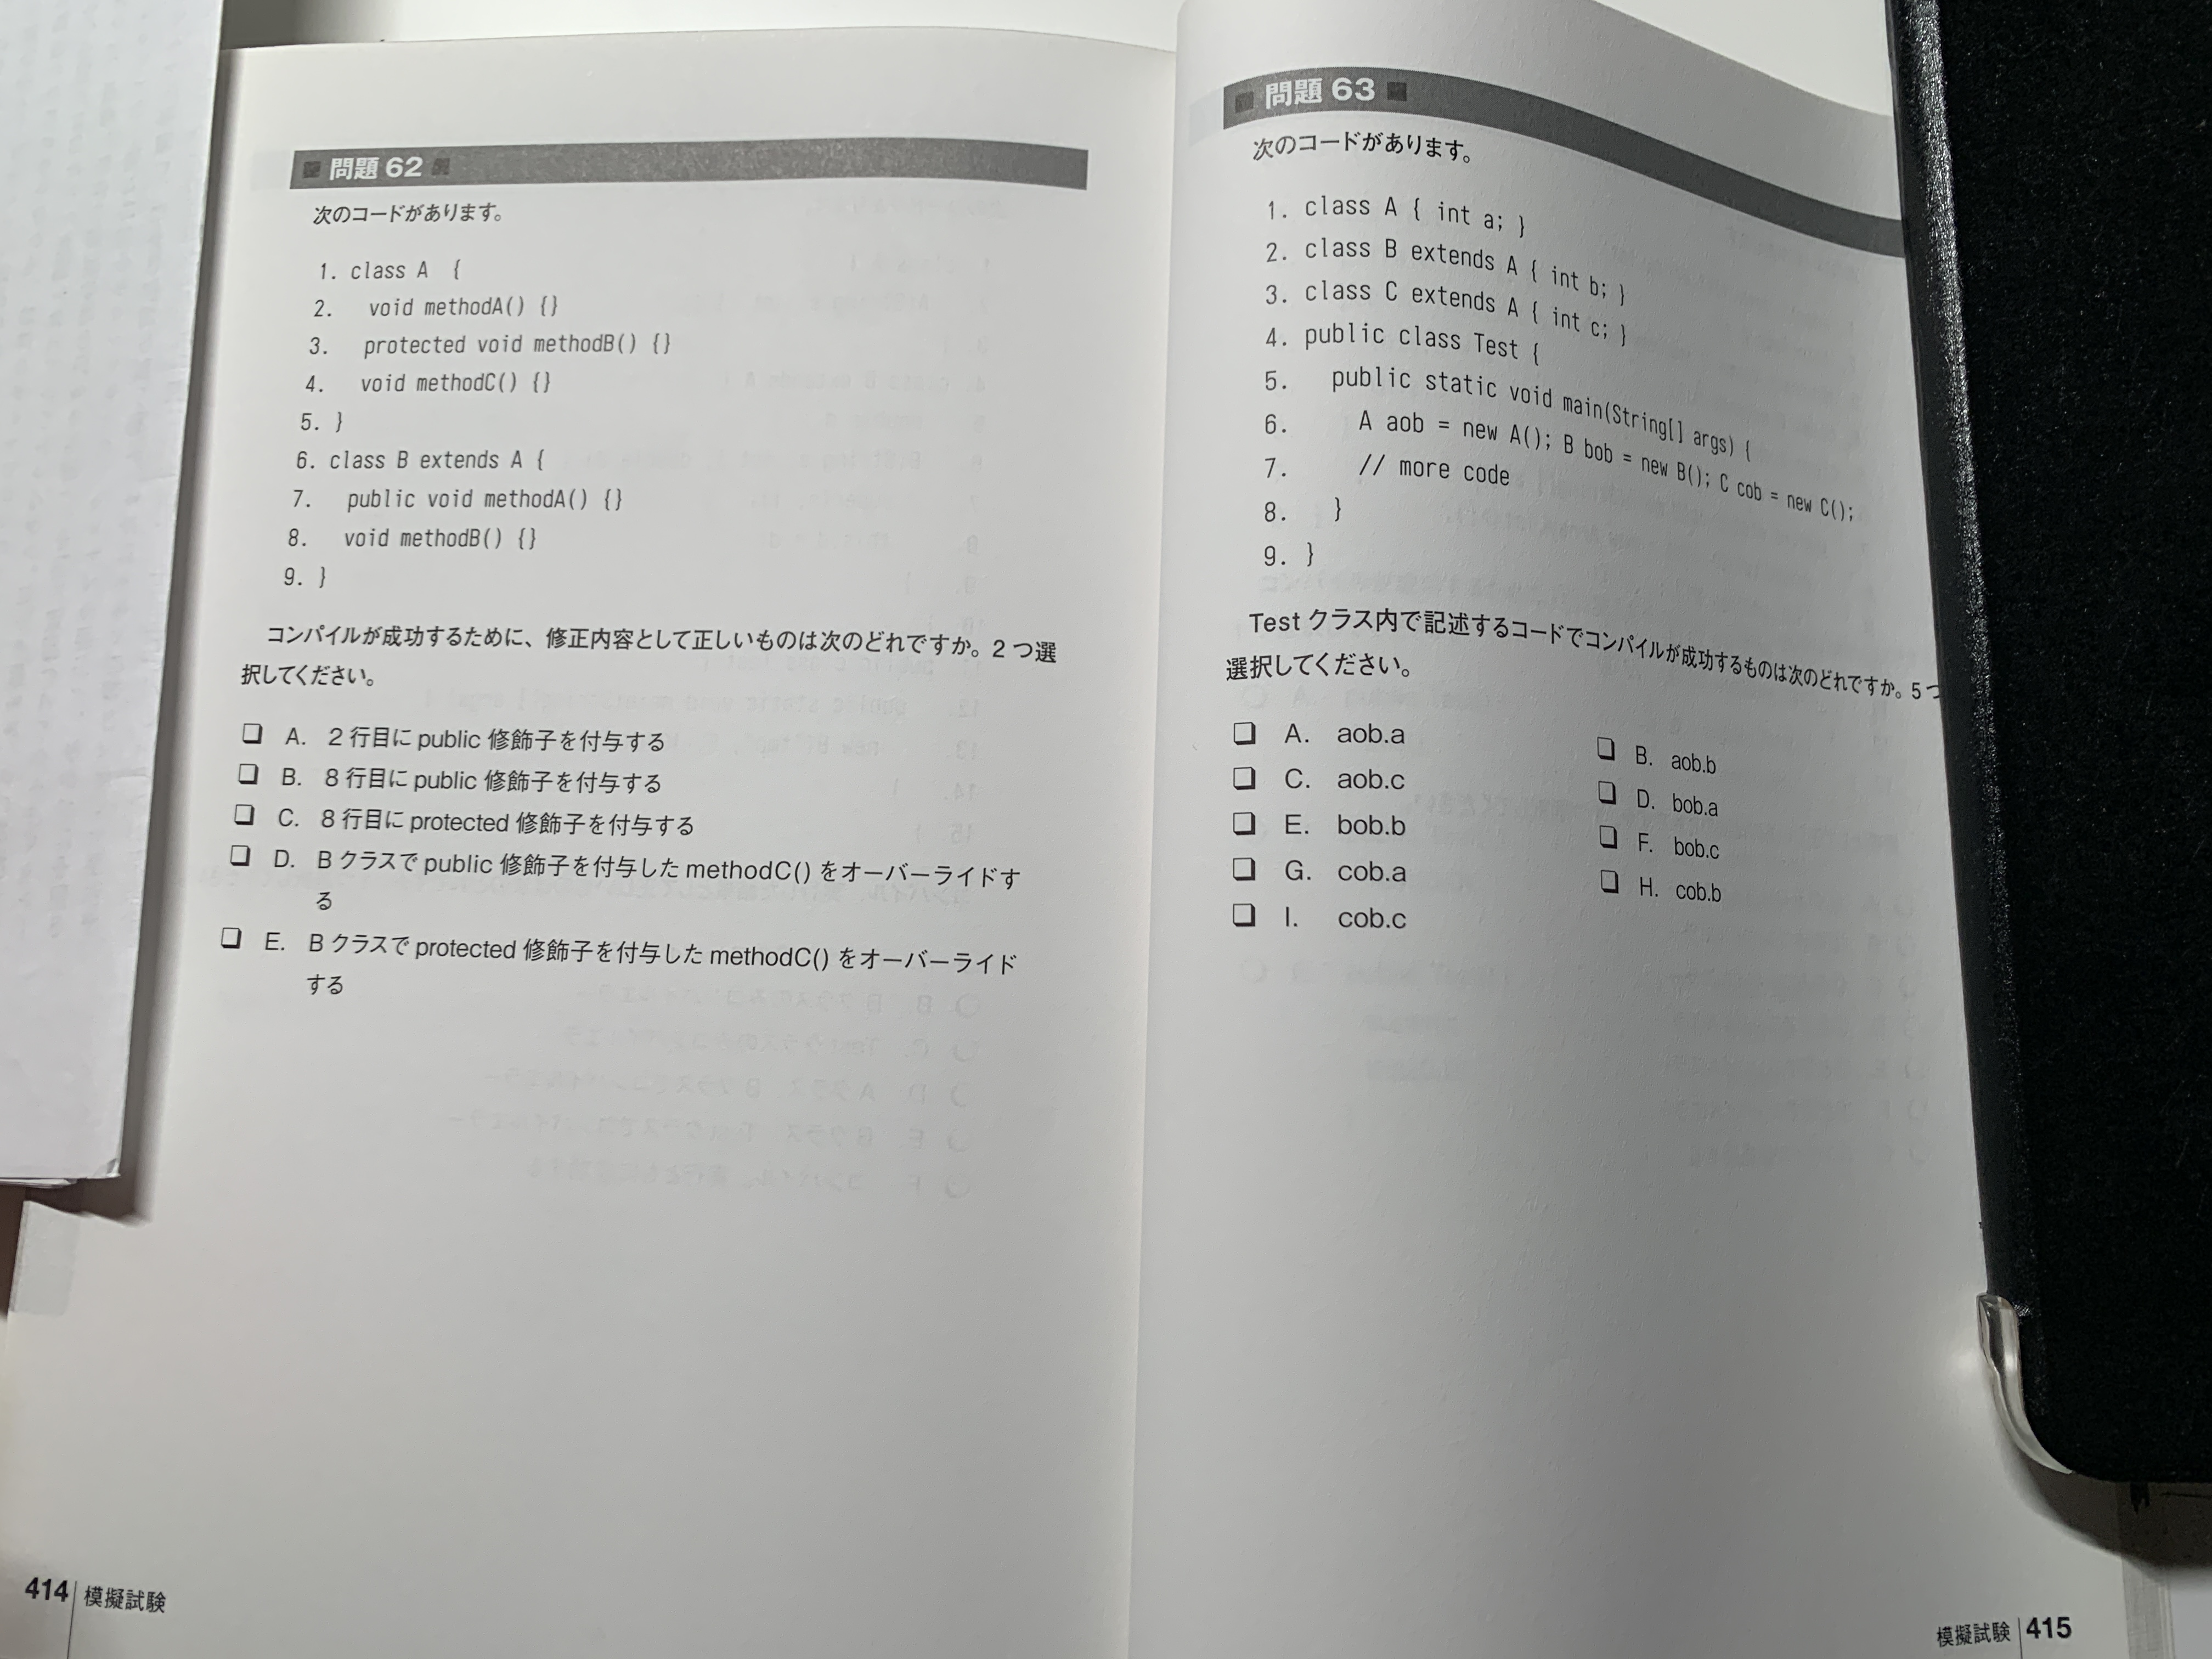 問題 62
次のコードがあります。
1. class A {
2. void methodA() {}
3. protected void methodB() {}
4. void methodC() {}
5. }
6. class B extends A {
7. public void methodA() {}
8. void methodB() {}
9. }
コンパイルが成功するために、修正内容として正しいものは次のどれですか。2 つ選
択してください。
❏ A. 2 行目に public 修飾子を付与する
❏ B. 8 行目に public 修飾子を付与する
❏ C. 8 行目に protected 修飾子を付与する
❏ D. B クラスで public 修飾子を付与した methodC() をオーバーライドす
る
❏ E. B クラスで protected 修飾子を付与した methodC() をオーバーライド
する
414 模擬試験
問題 63
次のコードがあります。
1. class A { int a; }
2. class B extends A { int b; }
3. class C extends A { int c; }
4. public class Test {
5. public static void main(String[] args) {
6. A aob = new A(); B bob = new B(); C cob = new C();
7. // more code
8. }
9. }
Test クラス内で記述するコードでコンパイルが成功するものは次のどれですか。5 つ
選択してください。
❏ A. aob.a ❏ B. aob.b
❏ C. aob.c ❏ D. bob.a
❏ E. bob.b ❏ F. bob.c
❏ G. cob.a ❏ H. cob.b
❏ I. cob.c
模擬試験 415